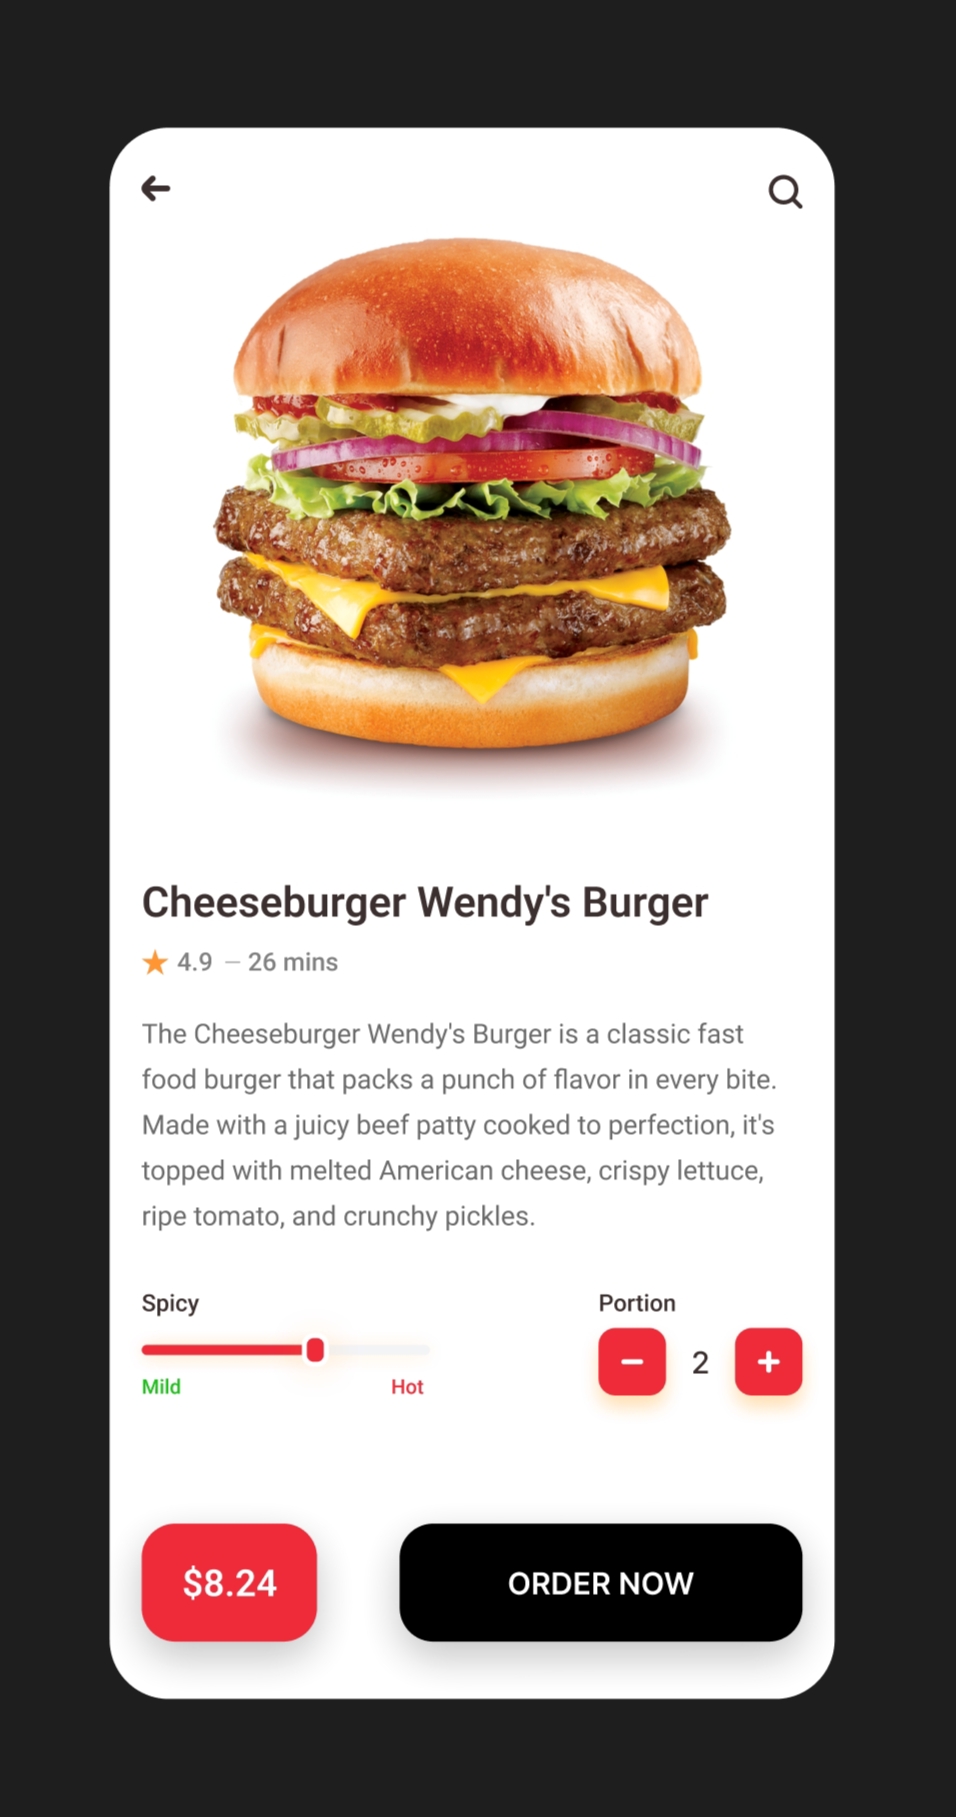 Cheeseburger Wendy's Burger
4.9 – 26 mins
The Cheeseburger Wendy's Burger is a classic fast
food burger that packs a punch of flavor in every bite.
Made with a juicy beef patty cooked to perfection, it's
topped with melted American cheese, crispy lettuce,
ripe tomato, and crunchy pickles.
Spicy
Mild Hot
Portion
2
$8.24
ORDER NOW